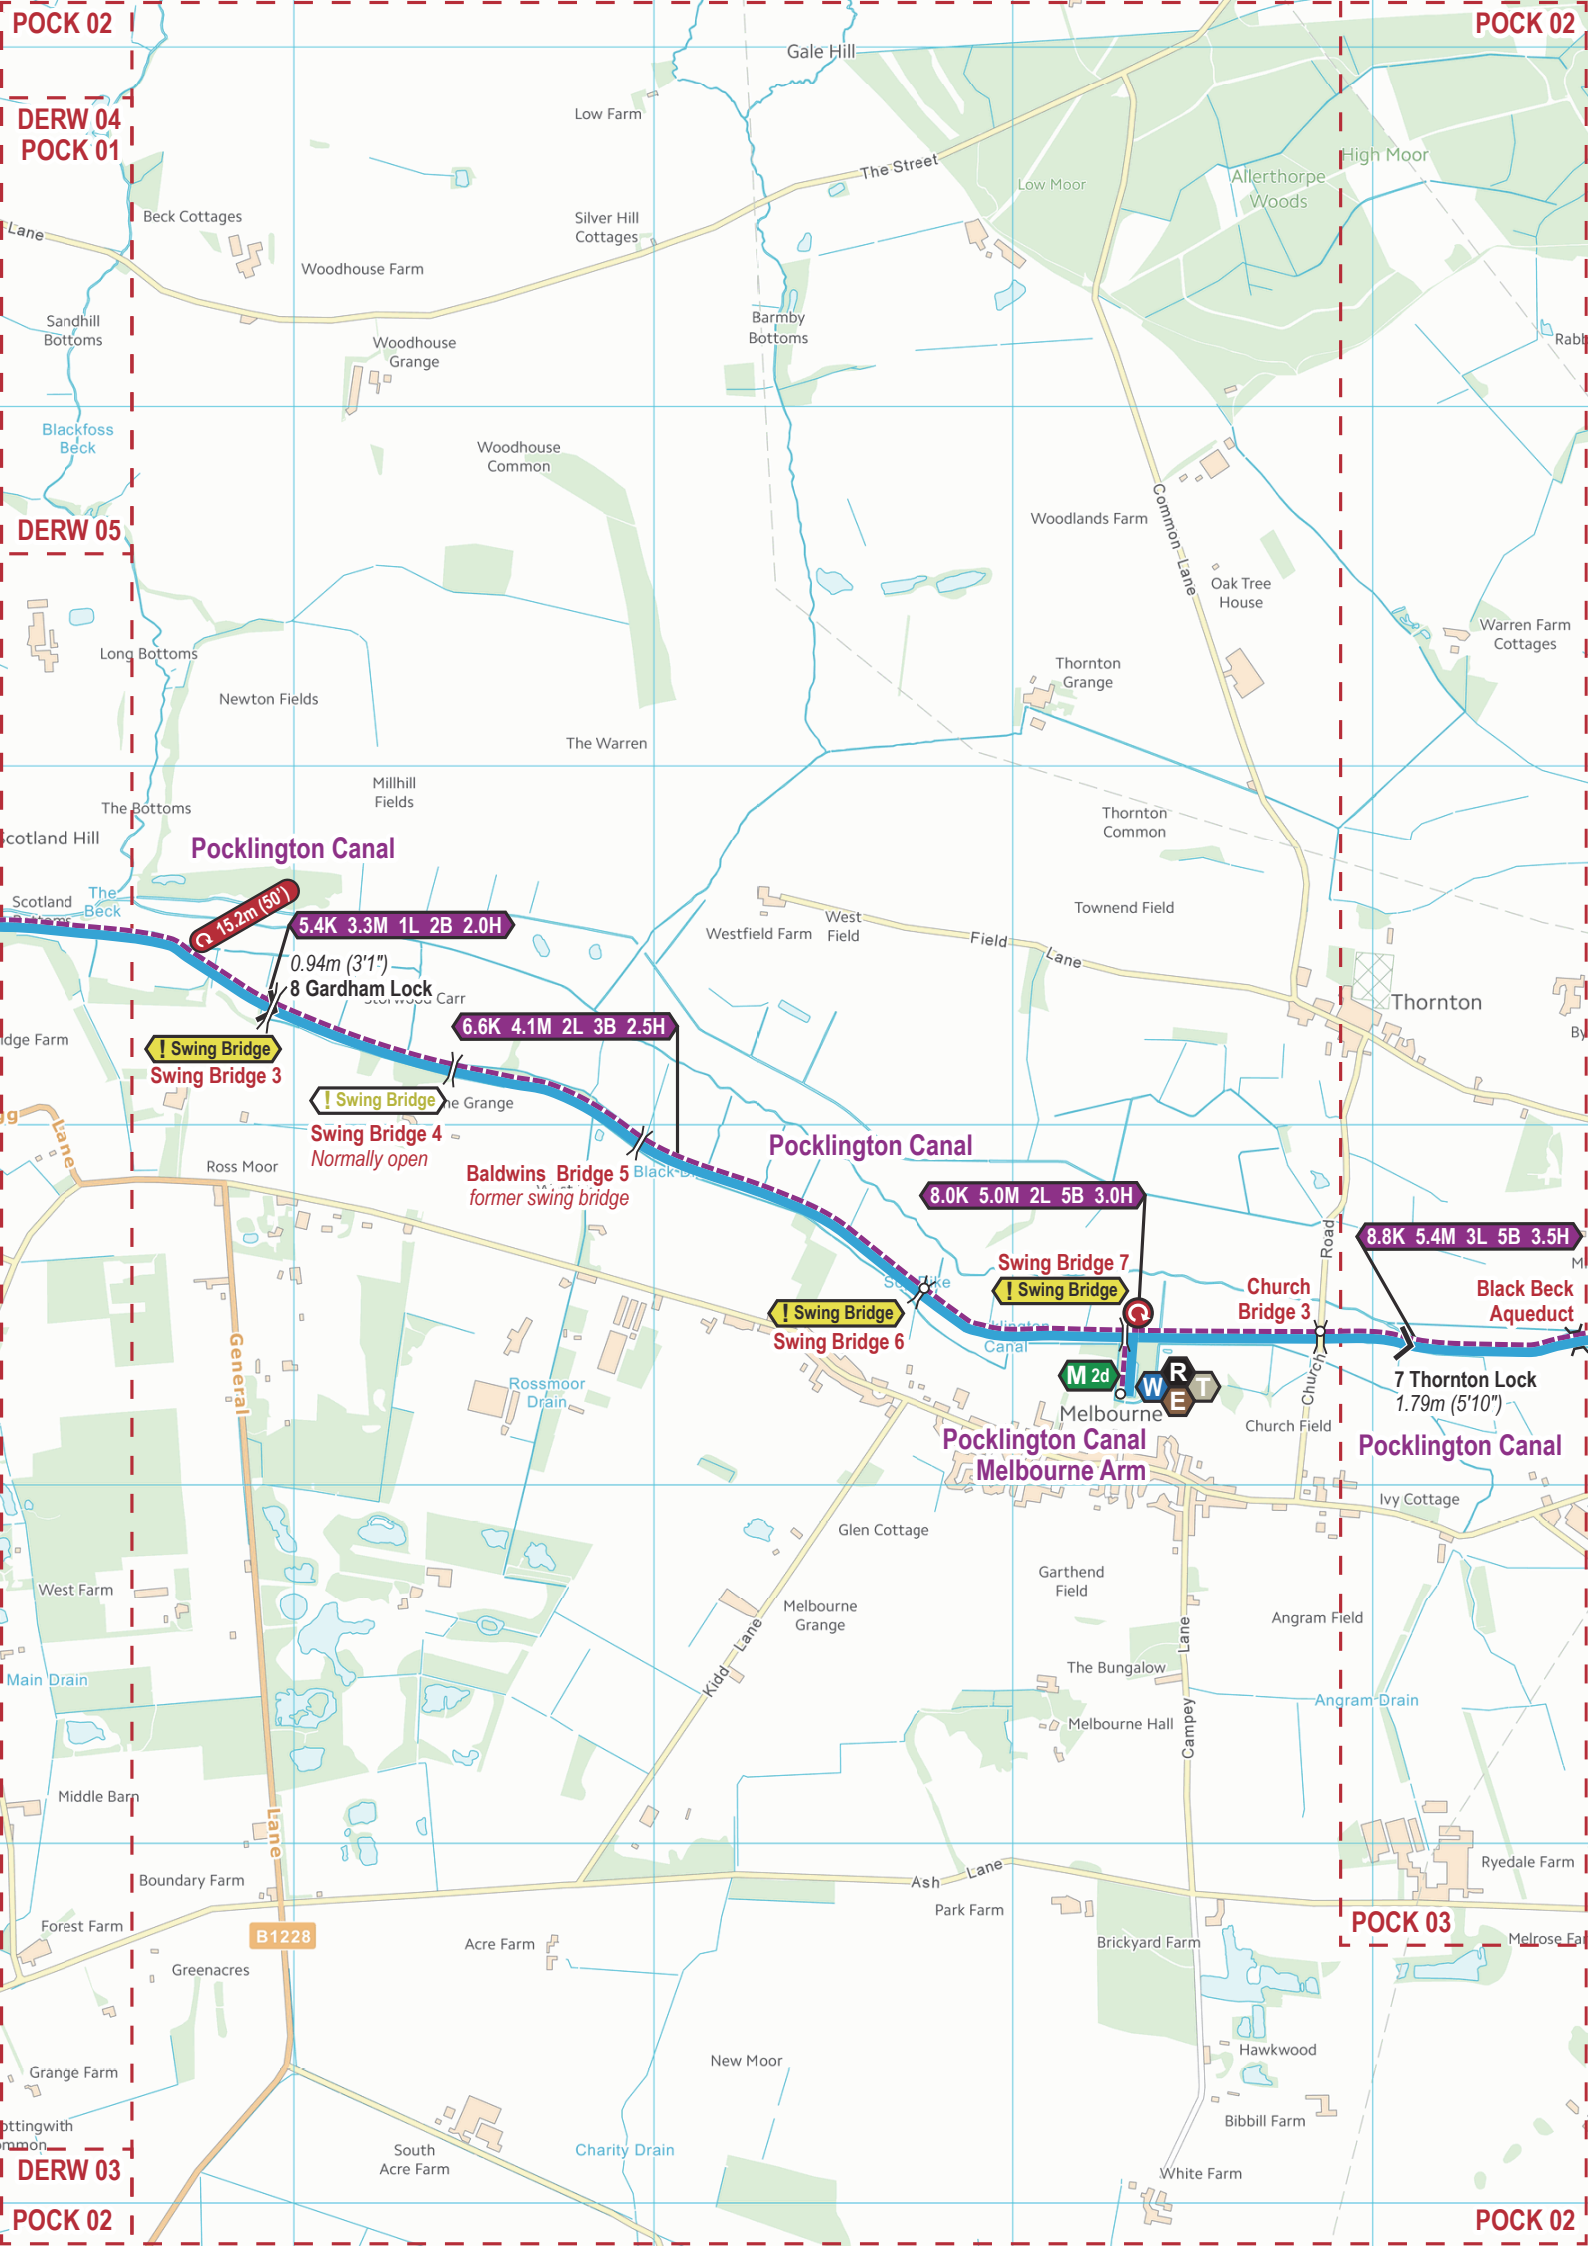 POCK 02
POCK 02
Gale Hill
DERW 04
POCK 01
Low Farm
The Street
High Moor
Low Moor
Allerthorpe
Woods
Beck Cottages
Silver Hill
Cottages
Lane
Woodhouse Farm
Sandhill
Bottoms
Barmby
Bottoms
Woodhouse
Grange
Blackfoss
Beck
Woodhouse
Common
Common Lane
Woodlands Farm
DERW 05
Oak Tree
House
Warren Farm
Cottages
Long Bottoms
Thornton
Grange
Newton Fields
The Warren
Millhill
Fields
The Bottoms
Thornton
Common
Scotland Hill
Pocklington Canal
The
Beck
Scotland
Bottoms
15.2m (50')
5.4K 3.3M 1L 2B 2.0H
Townend Field
West
Field
Westfield Farm
Field Lane
0.94m (3'1")
8 Gardham Lock
Storwood Carr
Thornton
6.6K 4.1M 2L 3B 2.5H
! Swing Bridge
Swing Bridge 3
! Swing Bridge
Swing Bridge 4
Normally open
Lane
Ross Moor
Baldwins Bridge 5
former swing bridge
Pocklington Canal
8.0K 5.0M 2L 5B 3.0H
8.8K 5.4M 3L 5B 3.5H
Swing Bridge 7
! Swing Bridge
Church
Bridge 3
Road
Black Beck
Aqueduct
! Swing Bridge
Swing Bridge 6
Canal
M 2d
W R E T
Melbourne
Church
7 Thornton Lock
1.79m (5'10")
Church Field
General
Rossmoor
Drain
Pocklington Canal
Melbourne Arm
Pocklington Canal
Ivy Cottage
Glen Cottage
Garthend
Field
West Farm
Melbourne
Grange
Angram Field
Kidd Lane
Lane
The Bungalow
Main Drain
Angram Drain
Melbourne Hall
Campey
Middle Barn
Lane
Ryedale Farm
Boundary Farm
Ash Lane
Park Farm
POCK 03
Forest Farm
B1228
Acre Farm
Brickyard Farm
Greenacres
Hawkwood
New Moor
Grange Farm
Bibbill Farm
South
Acre Farm
Charity Drain
DERW 03
White Farm
POCK 02
POCK 02